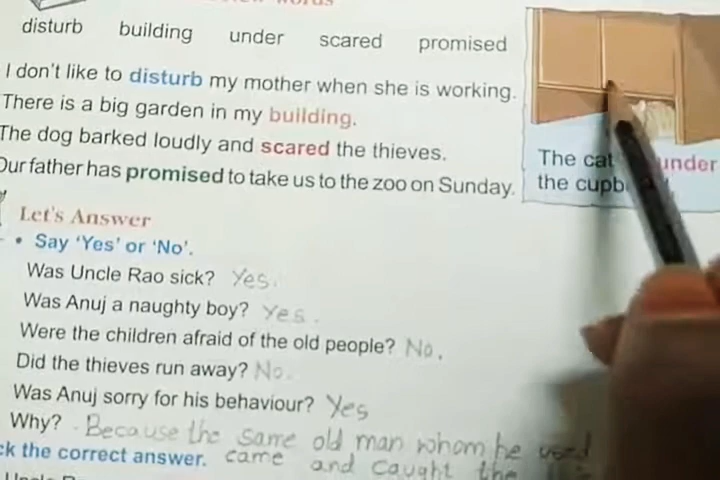 words
disturb building under scared promised
I don't like to disturb my mother when she is working.
There is a big garden in my building.
The dog barked loudly and scared the thieves.
Our father has promised to take us to the zoo on Sunday.
The cat under
the cupb
Let's Answer
• Say 'Yes' or 'No'.
Was Uncle Rao sick? Yes.
Was Anuj a naughty boy? Yes.
Were the children afraid of the old people? No.
Did the thieves run away? No.
Was Anuj sorry for his behaviour? Yes
Why? Because the same old man whom he used
ck the correct answer. came and caught the